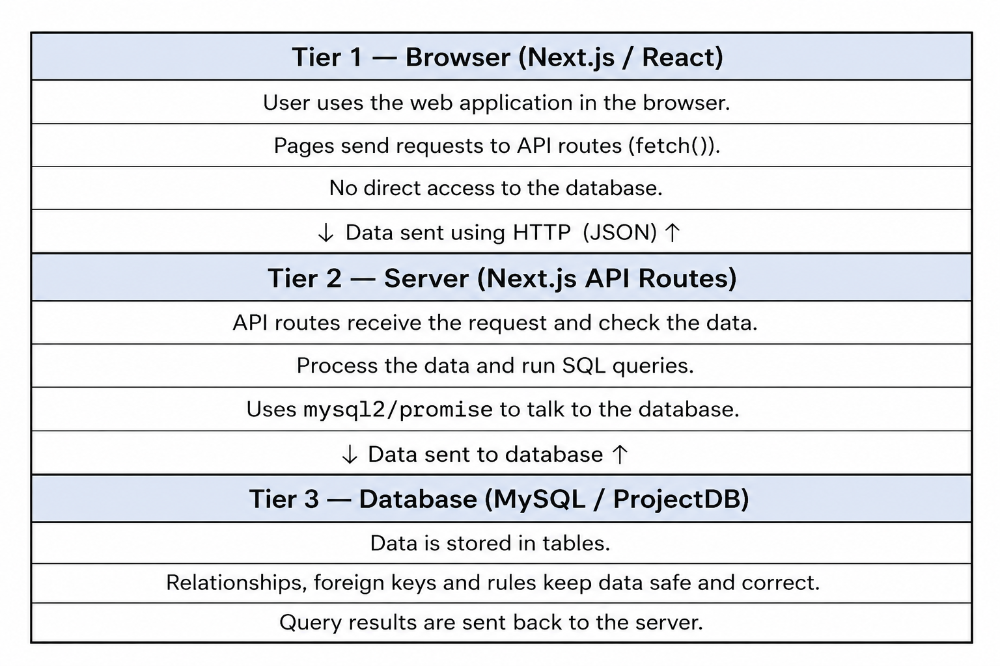 Tier 1 — Browser (Next.js / React)
User uses the web application in the browser.
Pages send requests to API routes (fetch()).
No direct access to the database.
↓ Data sent using HTTP (JSON) ↑
Tier 2 — Server (Next.js API Routes)
API routes receive the request and check the data.
Process the data and run SQL queries.
Uses mysql2/promise to talk to the database.
↓ Data sent to database ↑
Tier 3 — Database (MySQL / ProjectDB)
Data is stored in tables.
Relationships, foreign keys and rules keep data safe and correct.
Query results are sent back to the server.